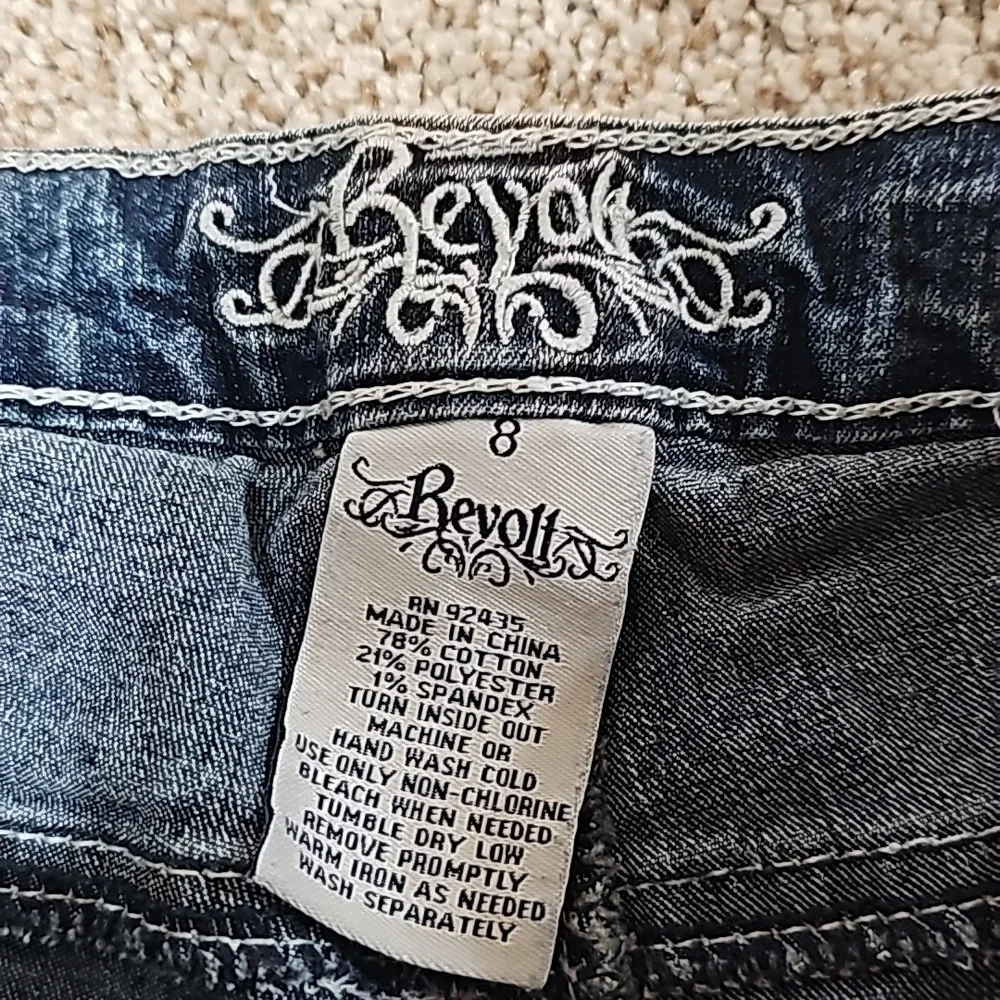 Revolt
8
Revolt
RN 92435
MADE IN CHINA
78% COTTON
21% POLYESTER
1% SPANDEX
TURN INSIDE OUT
MACHINE OR
HAND WASH COLD
USE ONLY NON-CHLORINE
BLEACH WHEN NEEDED
TUMBLE DRY LOW
REMOVE PROMPTLY
WARM IRON AS NEEDED
WASH SEPARATELY